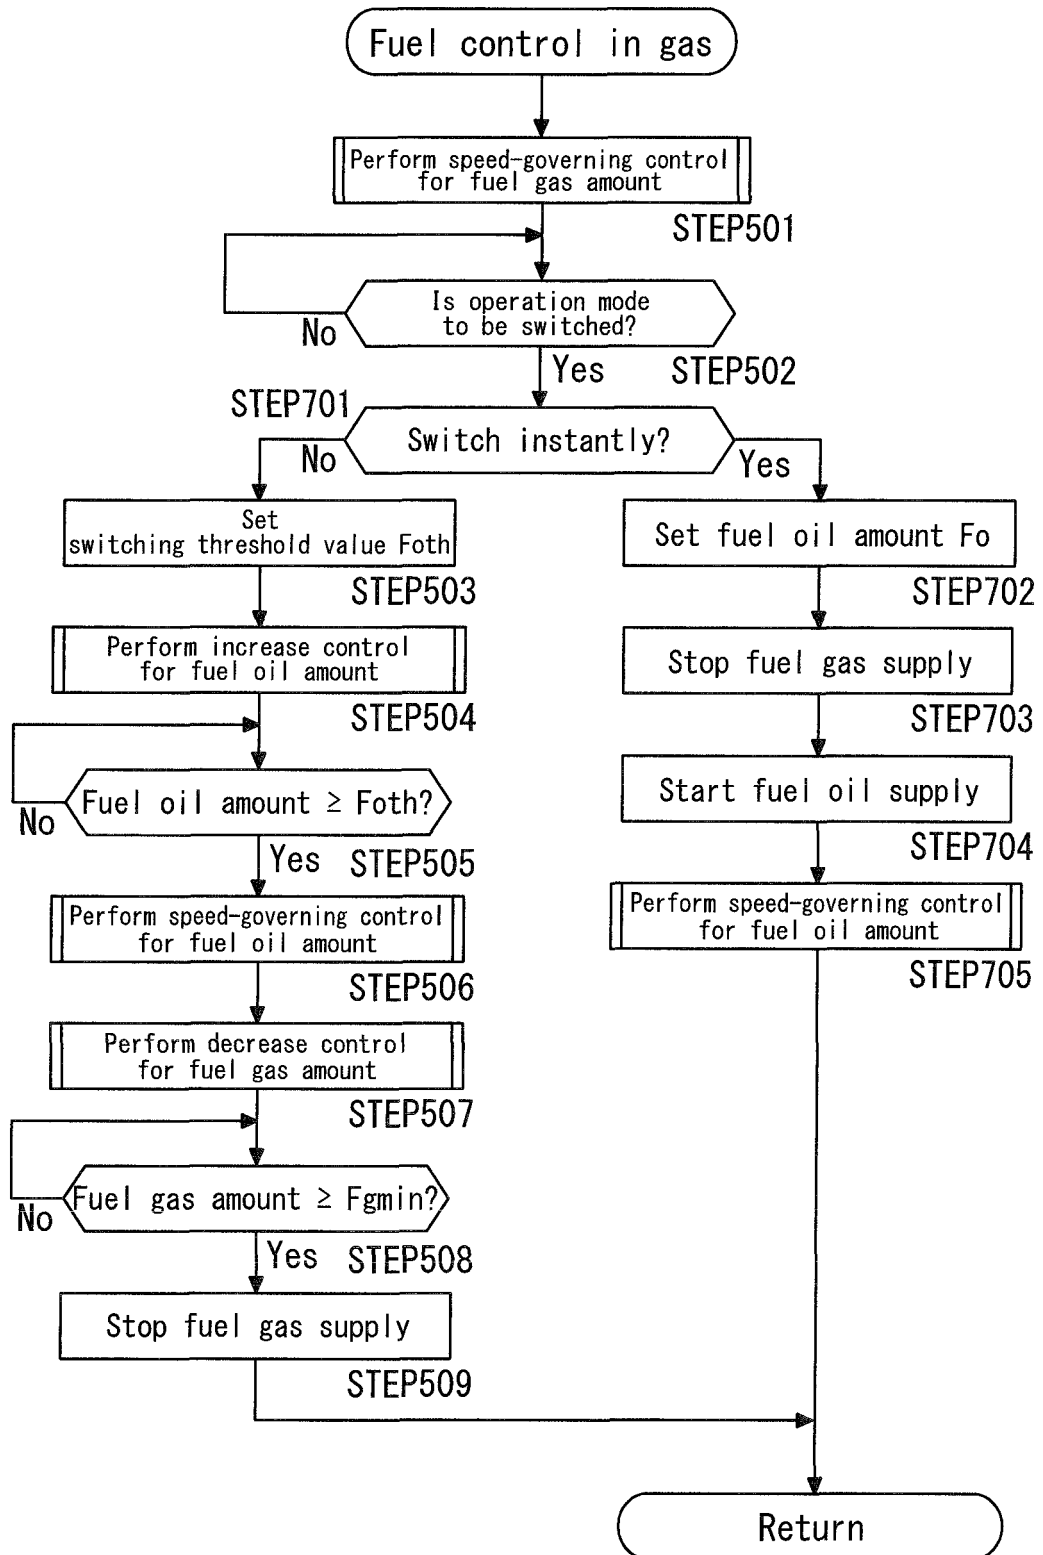 Fuel control in gas
Perform speed-governing control
for fuel gas amount
STEP501
Is operation mode
to be switched?
No
Yes
STEP502
STEP701
Switch instantly?
No
Yes
Set
switching threshold value Foth
STEP503
Perform increase control
for fuel oil amount
STEP504
Fuel oil amount ≥ Foth?
No
Yes
STEP505
Perform speed-governing control
for fuel oil amount
STEP506
Perform decrease control
for fuel gas amount
STEP507
Fuel gas amount ≥ Fgmin?
No
Yes
STEP508
Stop fuel gas supply
STEP509
Set fuel oil amount Fo
STEP702
Stop fuel gas supply
STEP703
Start fuel oil supply
STEP704
Perform speed-governing control
for fuel oil amount
STEP705
Return